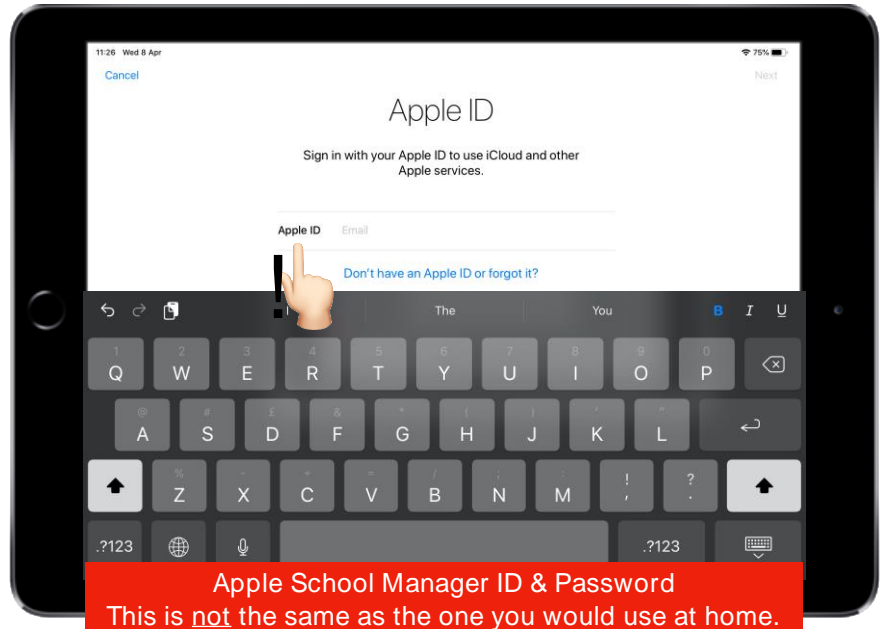 11:26 Wed 8 Apr 75%
Cancel Next
Apple ID
Sign in with your Apple ID to use iCloud and other
Apple services.
Apple ID Email
Don't have an Apple ID or forgot it?
!
I The You B I U
1 2 3 4 5 6 7 8 9 0
Q W E R T Y U I O P
@ # £ & * ( ) ' "
A S D F G H J K L
% - + = / ; : ! ?
Z X C V B N M , .
.?123 .?123
Apple School Manager ID & Password
This is not the same as the one you would use at home.